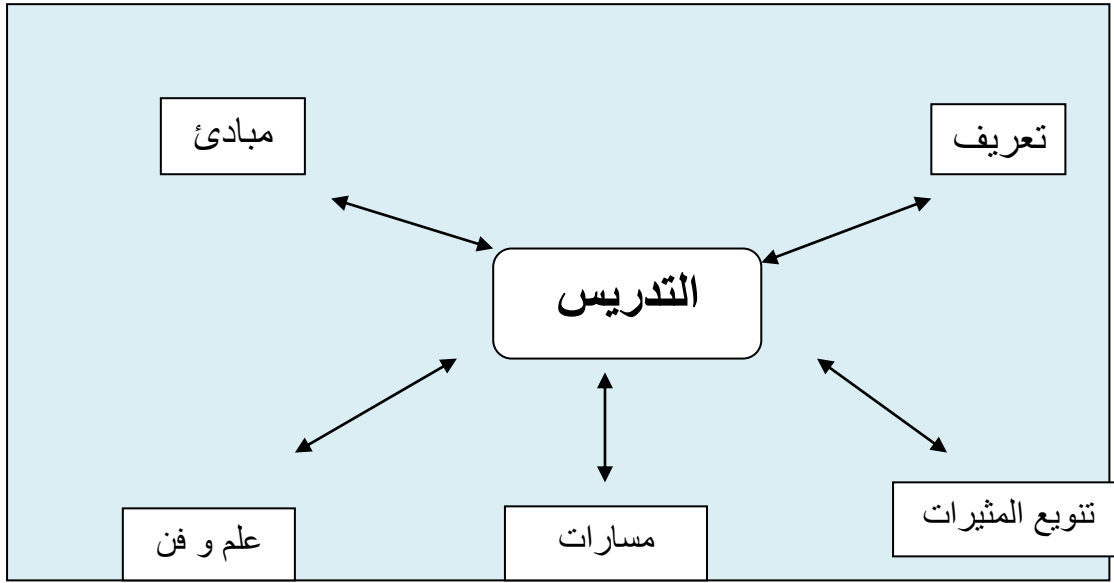 تعريف
مبادئ
التدريس
تنويع المثيرات
مسارات
علم و فن